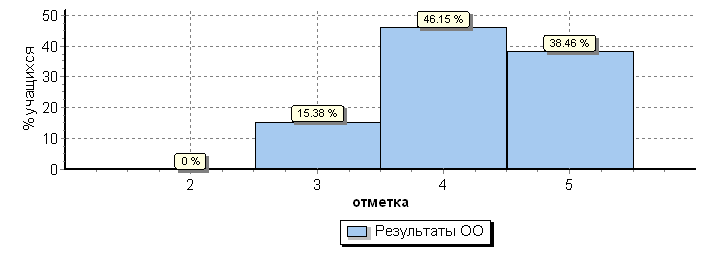 % учащихся
50
40
30
20
10
0
0 %
15.38 %
46.15 %
38.46 %
2 3 4 5
отметка
Результаты ОО